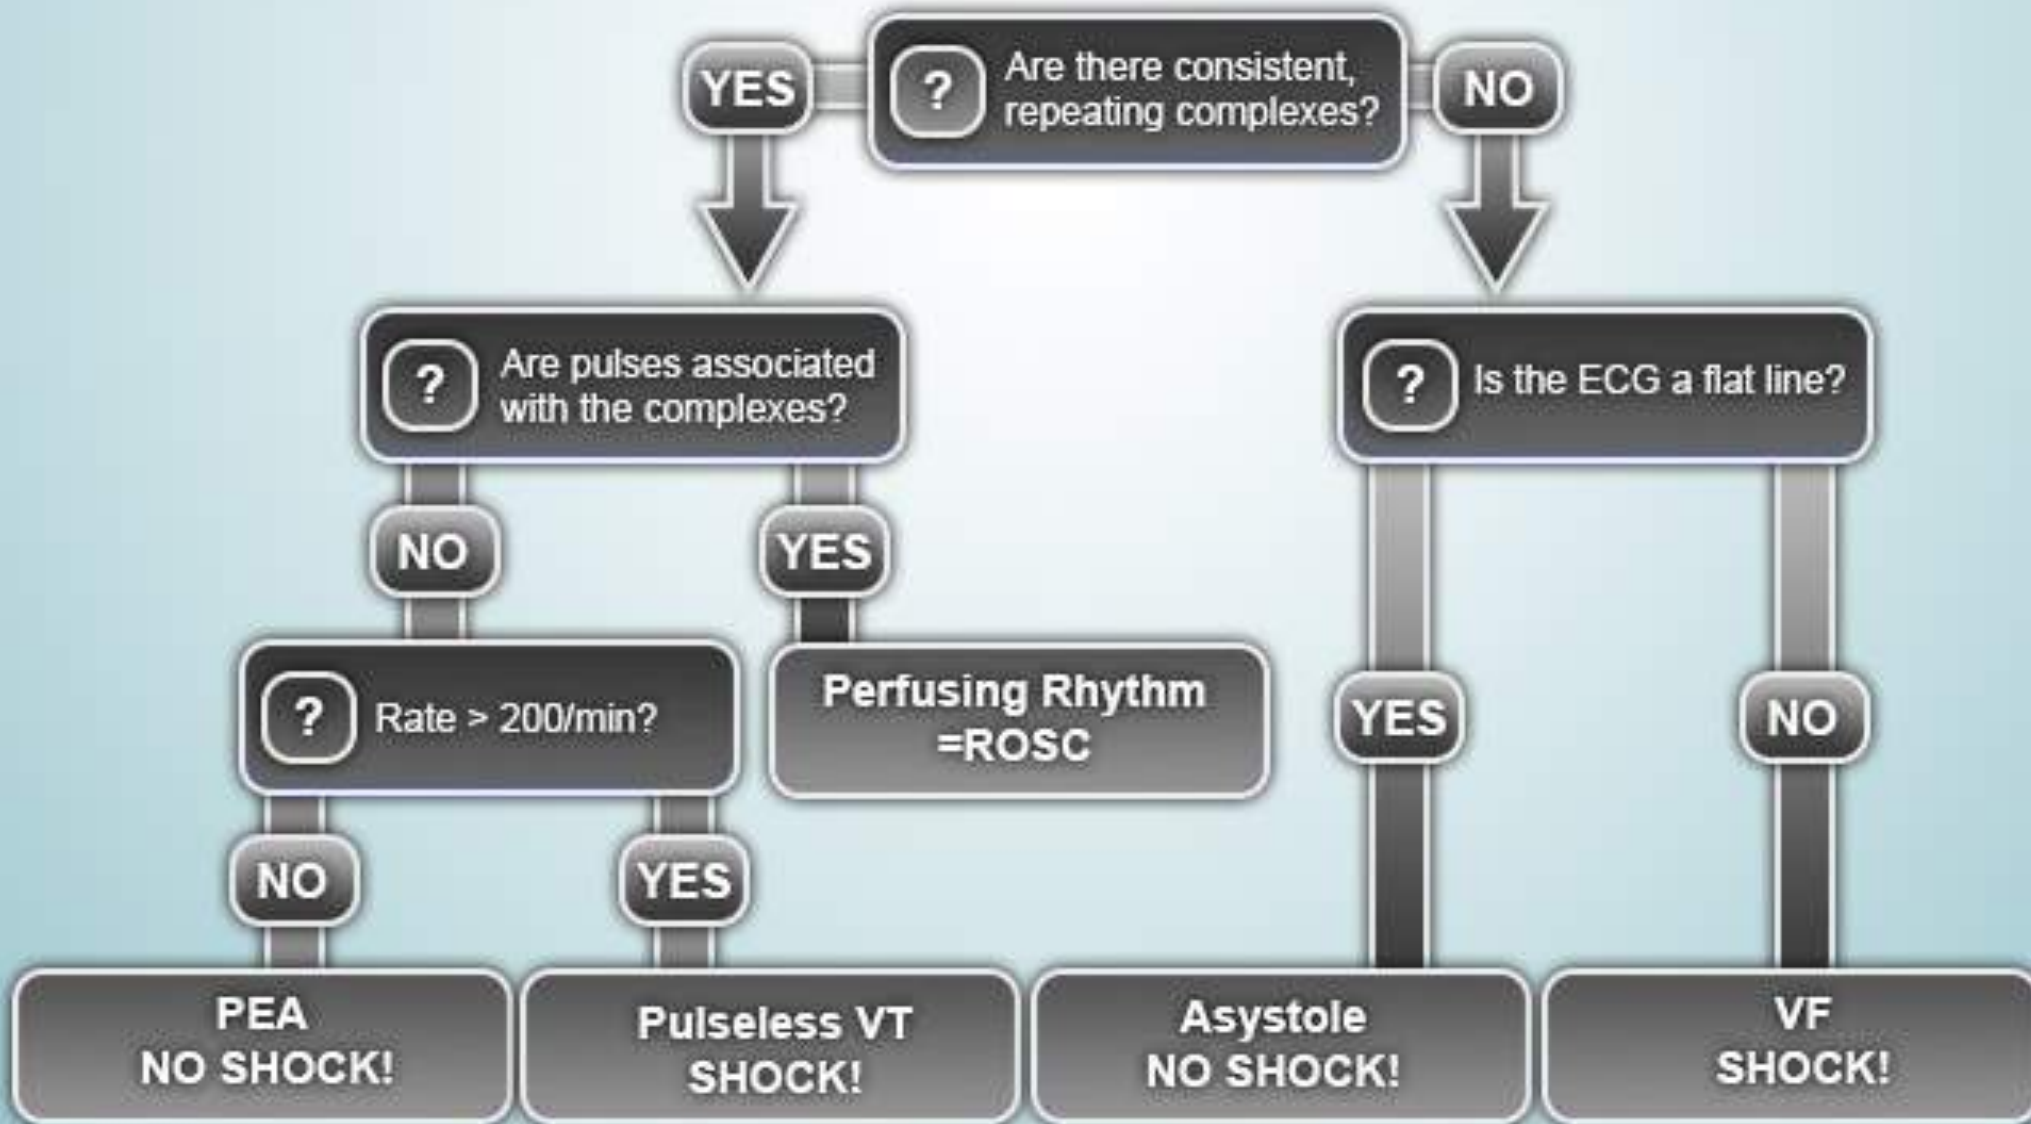 YES
?
Are there consistent,
repeating complexes?
NO
?
Are pulses associated
with the complexes?
?
Is the ECG a flat line?
NO
YES
?
Rate > 200/min?
Perfusing Rhythm
=ROSC
YES
NO
NO
YES
PEA
NO SHOCK!
Pulseless VT
SHOCK!
Asystole
NO SHOCK!
VF
SHOCK!